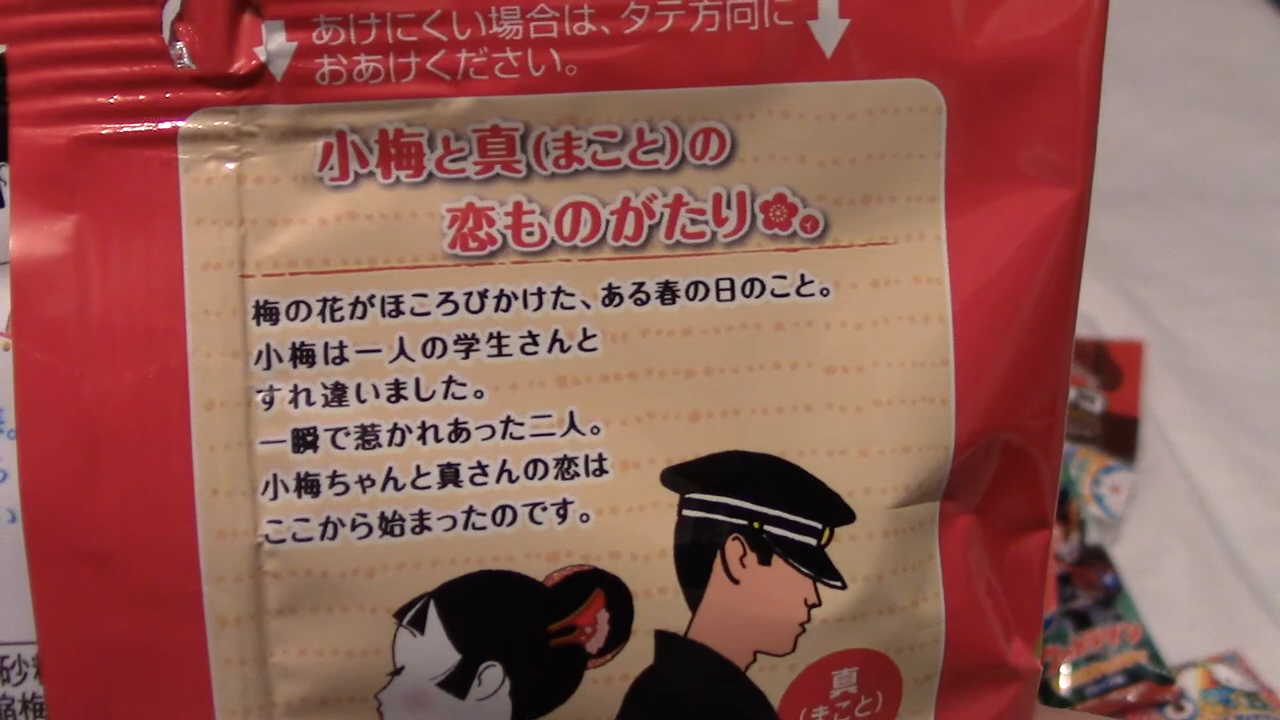 あけにくい場合は、タテ方向に
おあけください。
小梅と真(まこと)の
恋ものがたり
梅の花がほころびかけた、ある春の日のこと。
小梅は一人の学生さんと
すれ違いました。
一瞬で惹かれあった二人。
小梅ちゃんと真さんの恋は
ここから始まったのです。
真
(まこと)